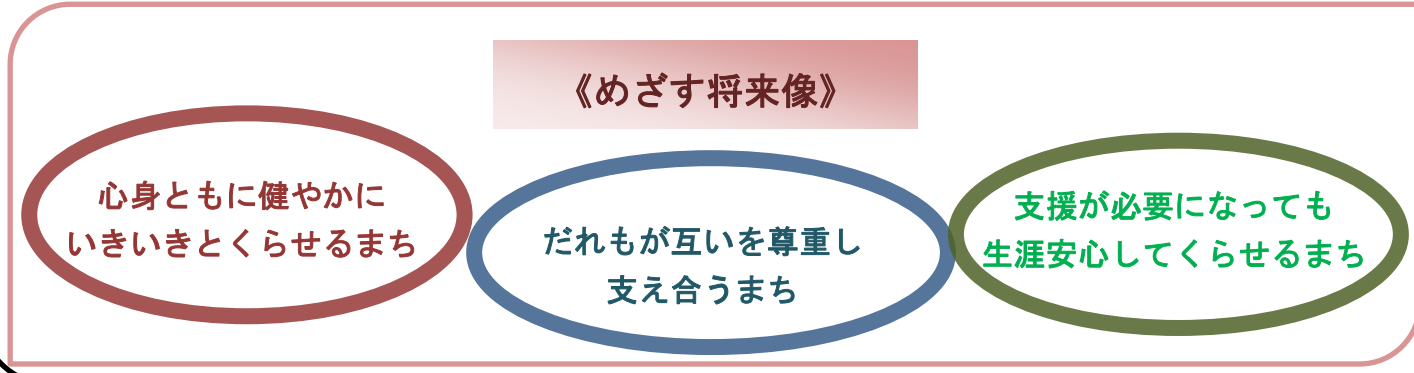 《めざす将来像》
心身ともに健やかに
いきいきとくらせるまち
だれもが互いを尊重し
支え合うまち
支援が必要になっても
生涯安心してくらせるまち